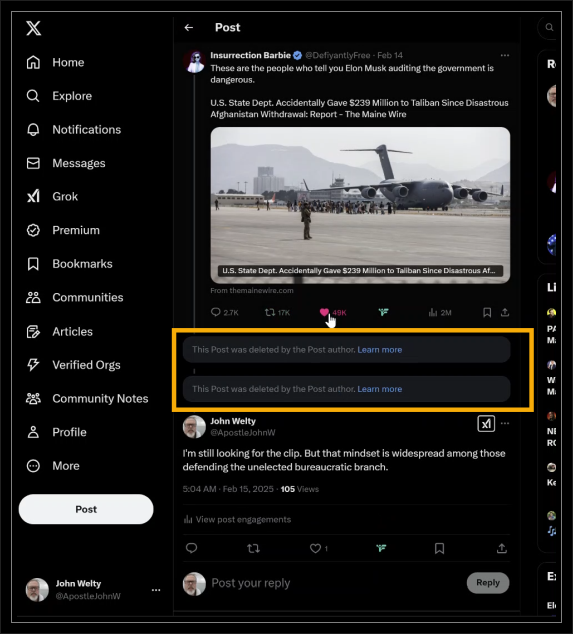 Post
Home
Explore
Notifications
Messages
Grok
Premium
Bookmarks
Communities
Articles
Verified Orgs
Community Notes
Profile
More
Post
John Welty
@ApostleJohnW
Insurrection Barbie @DefiyantlyFree · Feb 14
These are the people who tell you Elon Musk auditing the government is
dangerous.
U.S. State Dept. Accidentally Gave $239 Million to Taliban Since Disastrous
Afghanistan Withdrawal: Report - The Maine Wire
U.S. State Dept. Accidentally Gave $239 Million to Taliban Since Disastrous Af...
From themainewire.com
2.7K 17K 49K 2M
This Post was deleted by the Post author. Learn more
This Post was deleted by the Post author. Learn more
John Welty
@ApostleJohnW
I'm still looking for the clip. But that mindset is widespread among those
defending the unelected bureaucratic branch.
5:04 AM · Feb 15, 2025 · 105 Views
View post engagements
1
Post your reply
Reply